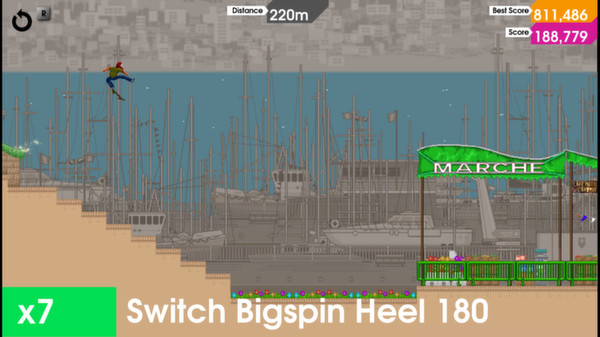 R
Distance 220m
Best Score 811,486
Score 188,779
MARCHE
x7 Switch Bigspin Heel 180